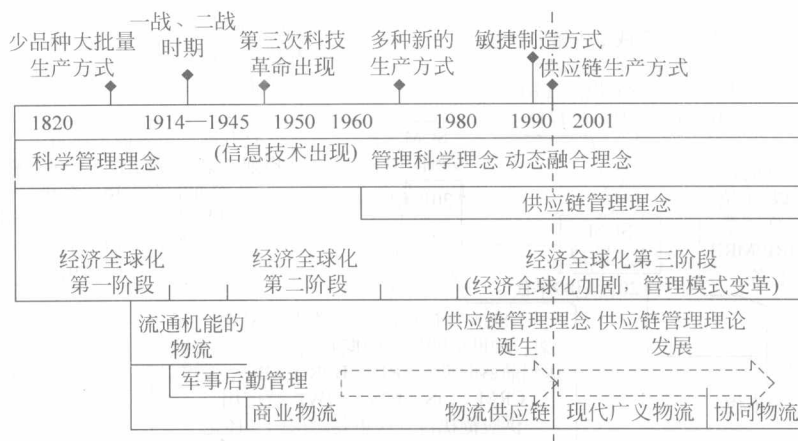 少品种大批量
生产方式
一战、二战
时期
第三次科技
革命出现
多种新的
生产方式
敏捷制造方式
供应链生产方式
1820 1914—1945 1950 1960 1980 1990 2001
科学管理理念 (信息技术出现) 管理科学理念 动态融合理念
供应链管理理念
经济全球化
第一阶段
经济全球化
第二阶段
经济全球化第三阶段
(经济全球化加剧，管理模式变革)
流通机能的
物流
供应链管理理念
诞生
供应链管理理论
发展
军事后勤管理
商业物流 物流供应链 现代广义物流 协同物流